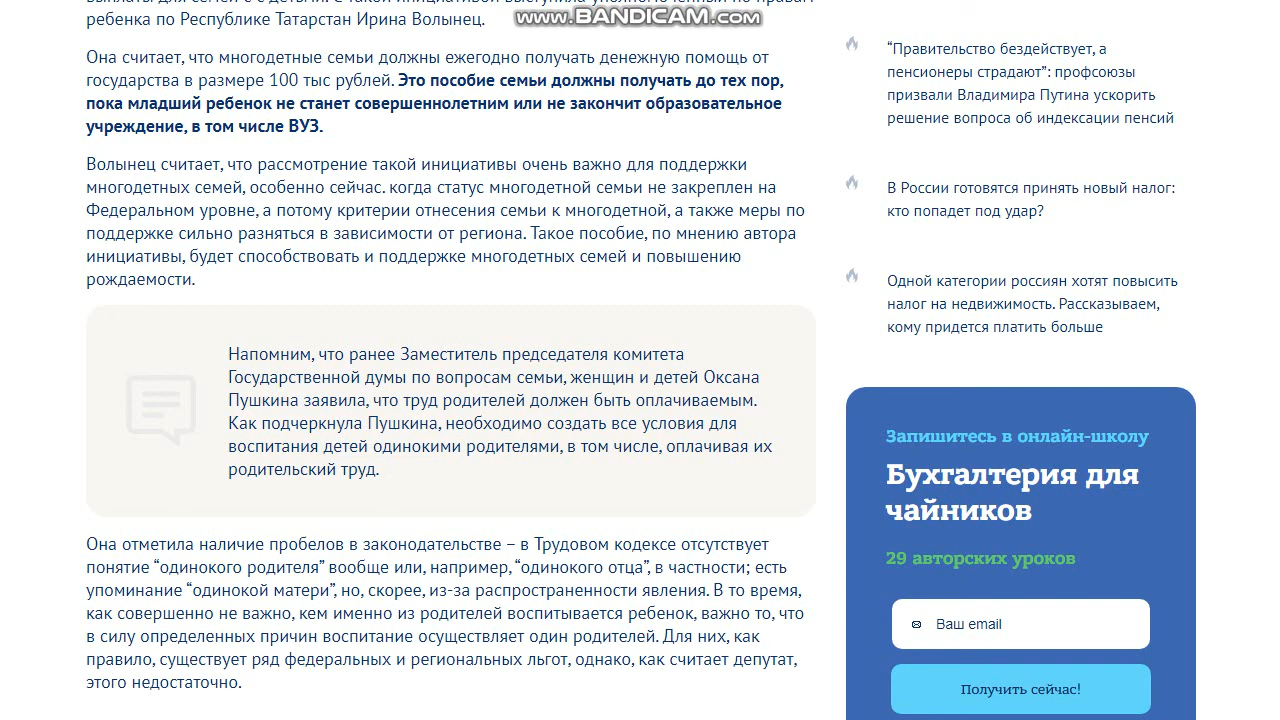 ребенка по Республике Татарстан Ирина Волынец.
www.BANDICAM.com
Она считает, что многодетные семьи должны ежегодно получать денежную помощь от
государства в размере 100 тыс рублей. Это пособие семьи должны получать до тех пор,
пока младший ребенок не станет совершеннолетним или не закончит образовательное
учреждение, в том числе ВУЗ.
Волынец считает, что рассмотрение такой инициативы очень важно для поддержки
многодетных семей, особенно сейчас. когда статус многодетной семьи не закреплен на
Федеральном уровне, а потому критерии отнесения семьи к многодетной, а также меры по
поддержке сильно разняться в зависимости от региона. Такое пособие, по мнению автора
инициативы, будет способствовать и поддержке многодетных семей и повышению
рождаемости.
Напомним, что ранее Заместитель председателя комитета
Государственной думы по вопросам семьи, женщин и детей Оксана
Пушкина заявила, что труд родителей должен быть оплачиваемым.
Как подчеркнула Пушкина, необходимо создать все условия для
воспитания детей одинокими родителями, в том числе, оплачивая их
родительский труд.
Она отметила наличие пробелов в законодательстве – в Трудовом кодексе отсутствует
понятие “одинокого родителя” вообще или, например, “одинокого отца”, в частности; есть
упоминание “одинокой матери”, но, скорее, из-за распространенности явления. В то время,
как совершенно не важно, кем именно из родителей воспитывается ребенок, важно то, что
в силу определенных причин воспитание осуществляет один родителей. Для них, как
правило, существует ряд федеральных и региональных льгот, однако, как считает депутат,
этого недостаточно.
“Правительство бездействует, а
пенсионеры страдают”: профсоюзы
призвали Владимира Путина ускорить
решение вопроса об индексации пенсий
В России готовятся принять новый налог:
кто попадет под удар?
Одной категории россиян хотят повысить
налог на недвижимость. Рассказываем,
кому придется платить больше
Запишитесь в онлайн-школу
Бухгалтерия для
чайников
29 авторских уроков
Ваш email
Получить сейчас!